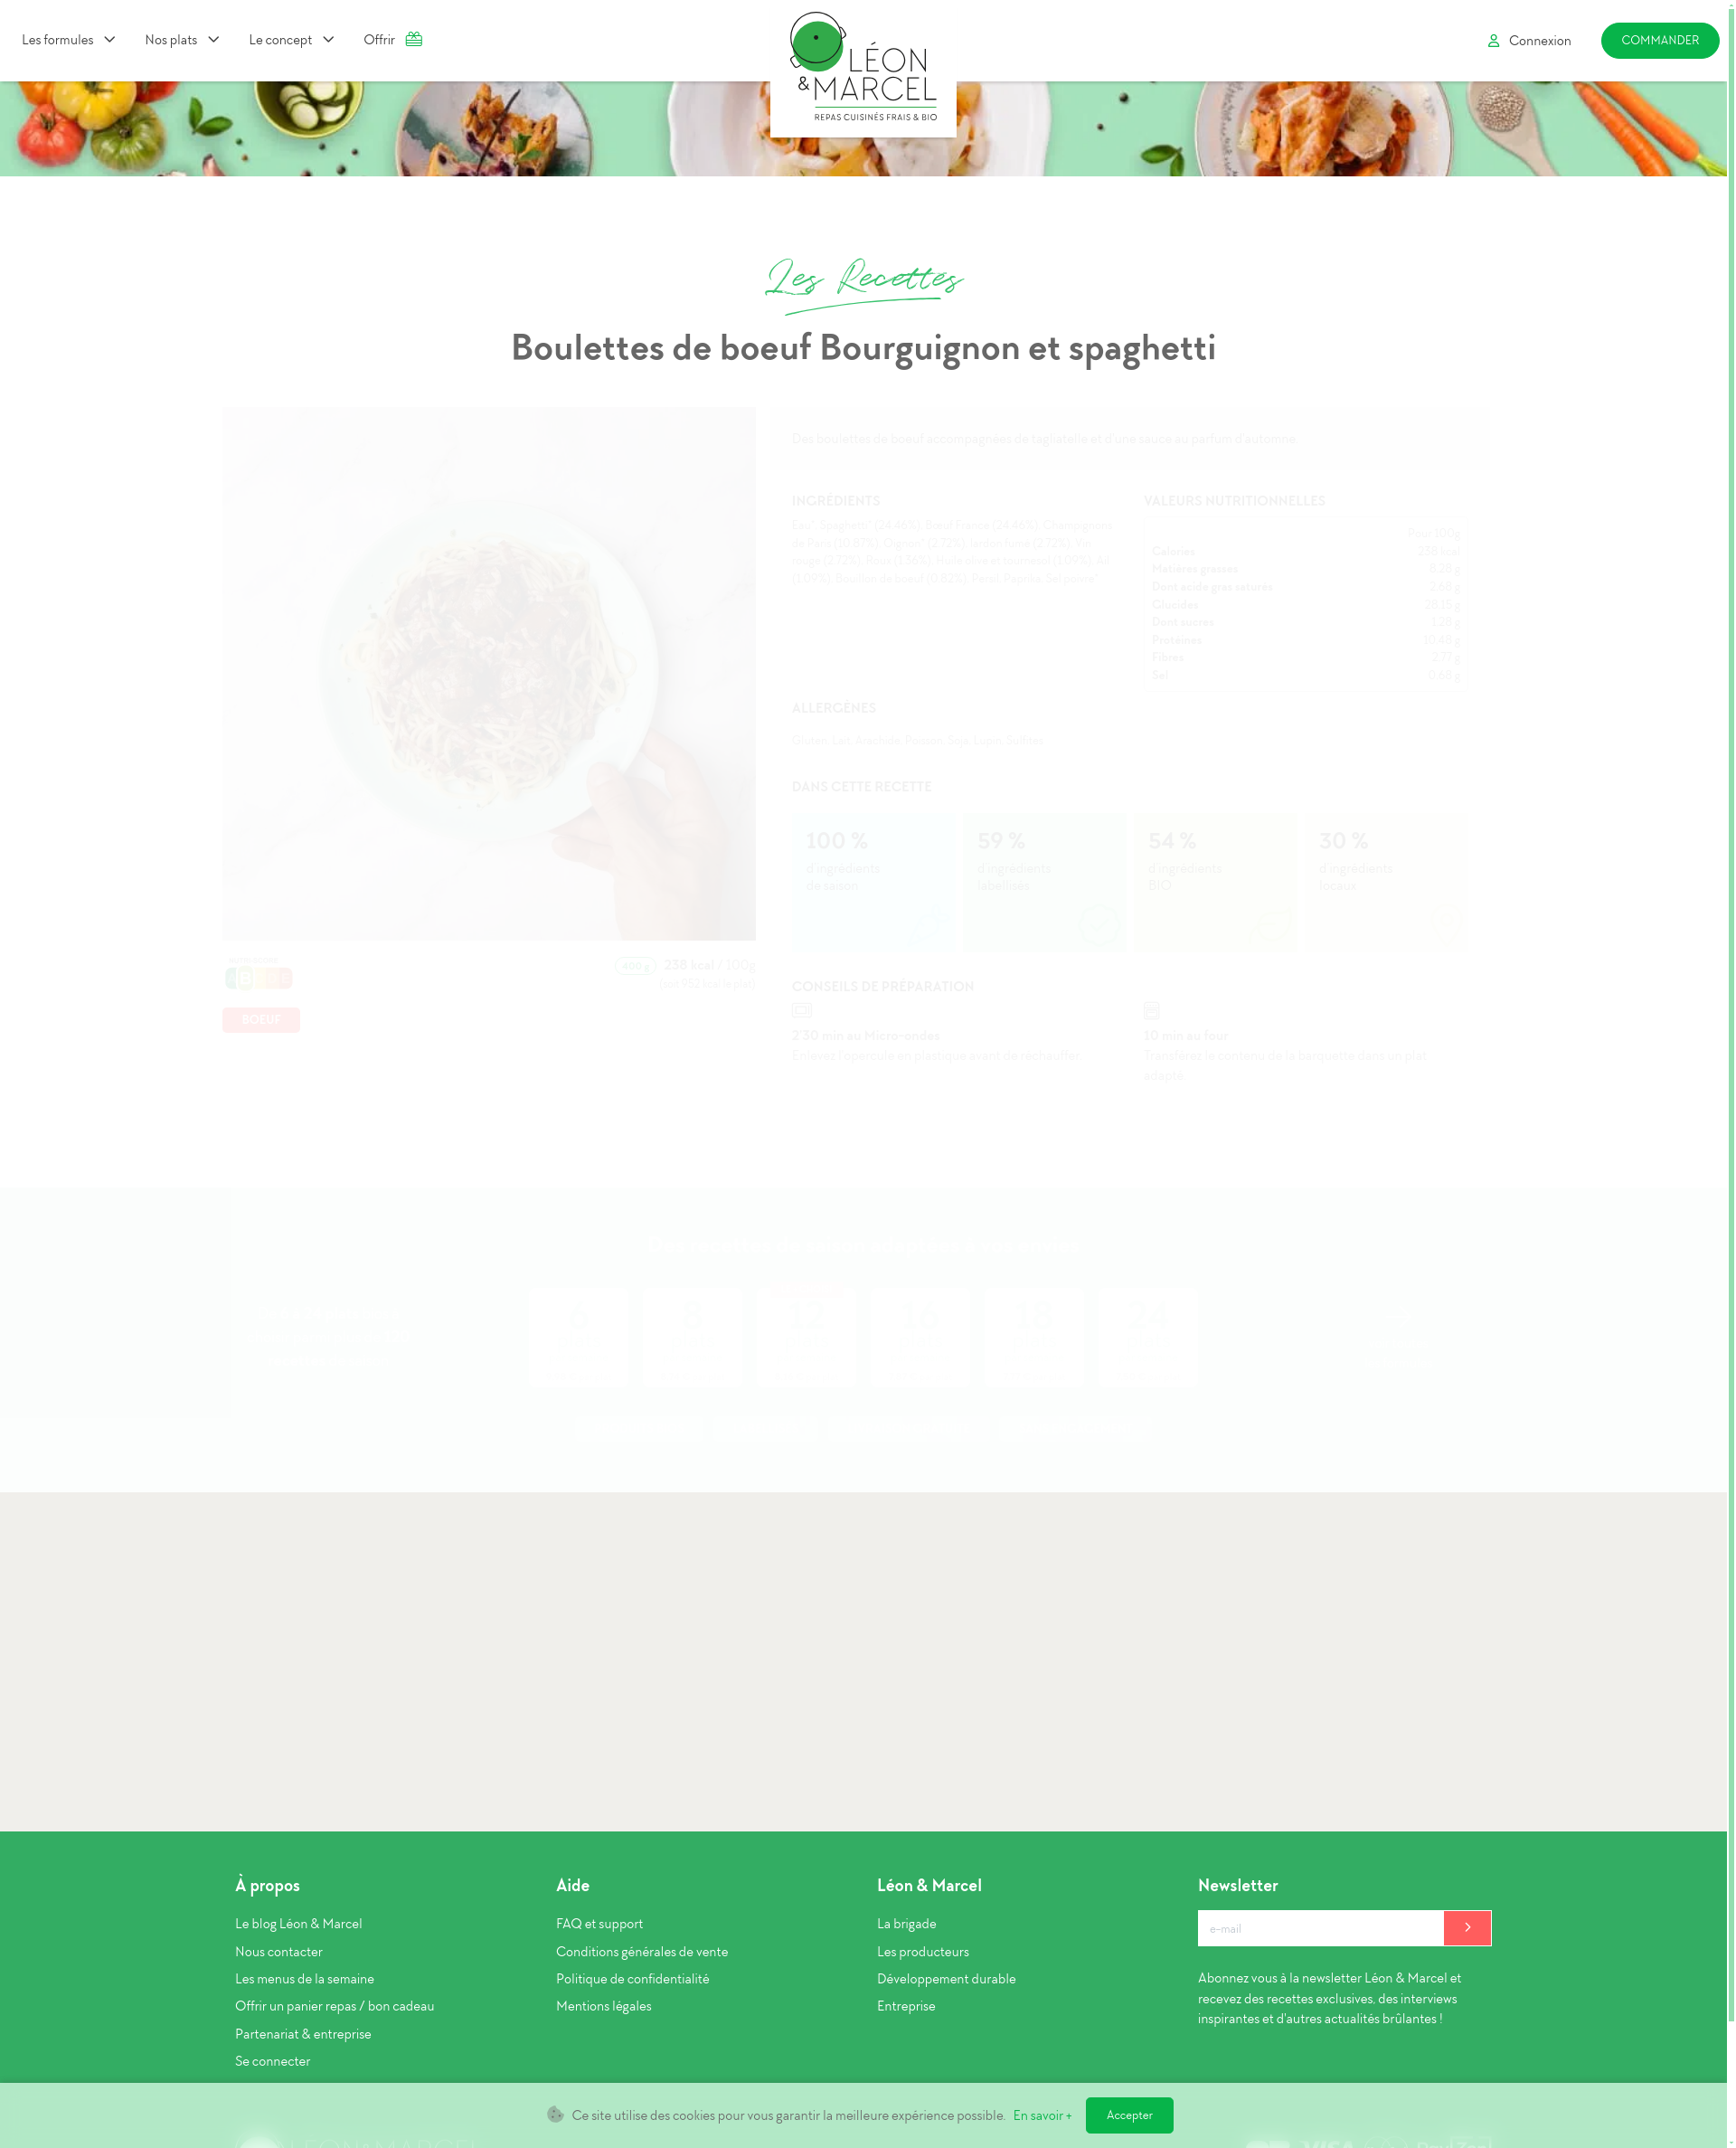 Les formules
Nos plats
Le concept
Offrir
LÉON
& MARCEL
REPAS CUISINÉS FRAIS & BIO
Connexion
COMMANDER
Les Recettes
Boulettes de boeuf Bourguignon et spaghetti
Des boulettes de boeuf accompagnées de tagliatelle et d'une sauce au parfum d'automne
INGRÉDIENTS
Eau*, Spaghetti* (24.46%), Boeuf France (24.46%), Champignons
de Paris (10.87%), Oignon* (2.72%), lardon fumé (2.72%), Vin
rouge (2.72%), Roux (1.36%), Huile olive et tournesol (1.09%), Ail
(1.09%), Bouillon de boeuf (0.82%), Persil, Paprika, Sel poivre*
VALEURS NUTRITIONNELLES
Pour 100g
Calories 238 kcal
Matières grasses 8.28 g
Dont acide gras saturés 2.68 g
Glucides 28.15 g
Dont sucres 1.28 g
Protéines 10.48 g
Fibres 2.77 g
Sel 0.68 g
ALLERGÈNES
Gluten, Lait, Arachide, Poisson, Soja, Lupin, Sulfites
DANS CETTE RECETTE
100 %
d'ingrédients
de saison
59 %
d'ingrédients
labellisés
54 %
d'ingrédients
BIO
30 %
d'ingrédients
locaux
400 g 238 kcal / 100g
(soit 952 kcal le plat)
BOEUF
CONSEILS DE PRÉPARATION
2'30 min au Micro-ondes
Enlevez l'opercule en plastique avant de réchauffer
10 min au four
Transférez le contenu de la barquette dans un plat
adapté
6
8
12
16
18
24
À propos
Le blog Léon & Marcel
Nous contacter
Les menus de la semaine
Offrir un panier repas / bon cadeau
Partenariat & entreprise
Se connecter
Aide
FAQ et support
Conditions générales de vente
Politique de confidentialité
Mentions légales
Léon & Marcel
La brigade
Les producteurs
Développement durable
Entreprise
Newsletter
e-mail
Abonnez vous à la newsletter Léon & Marcel et
recevez des recettes exclusives, des interviews
inspirantes et d'autres actualités brûlantes !
Ce site utilise des cookies pour vous garantir la meilleure expérience possible. En savoir +
Accepter